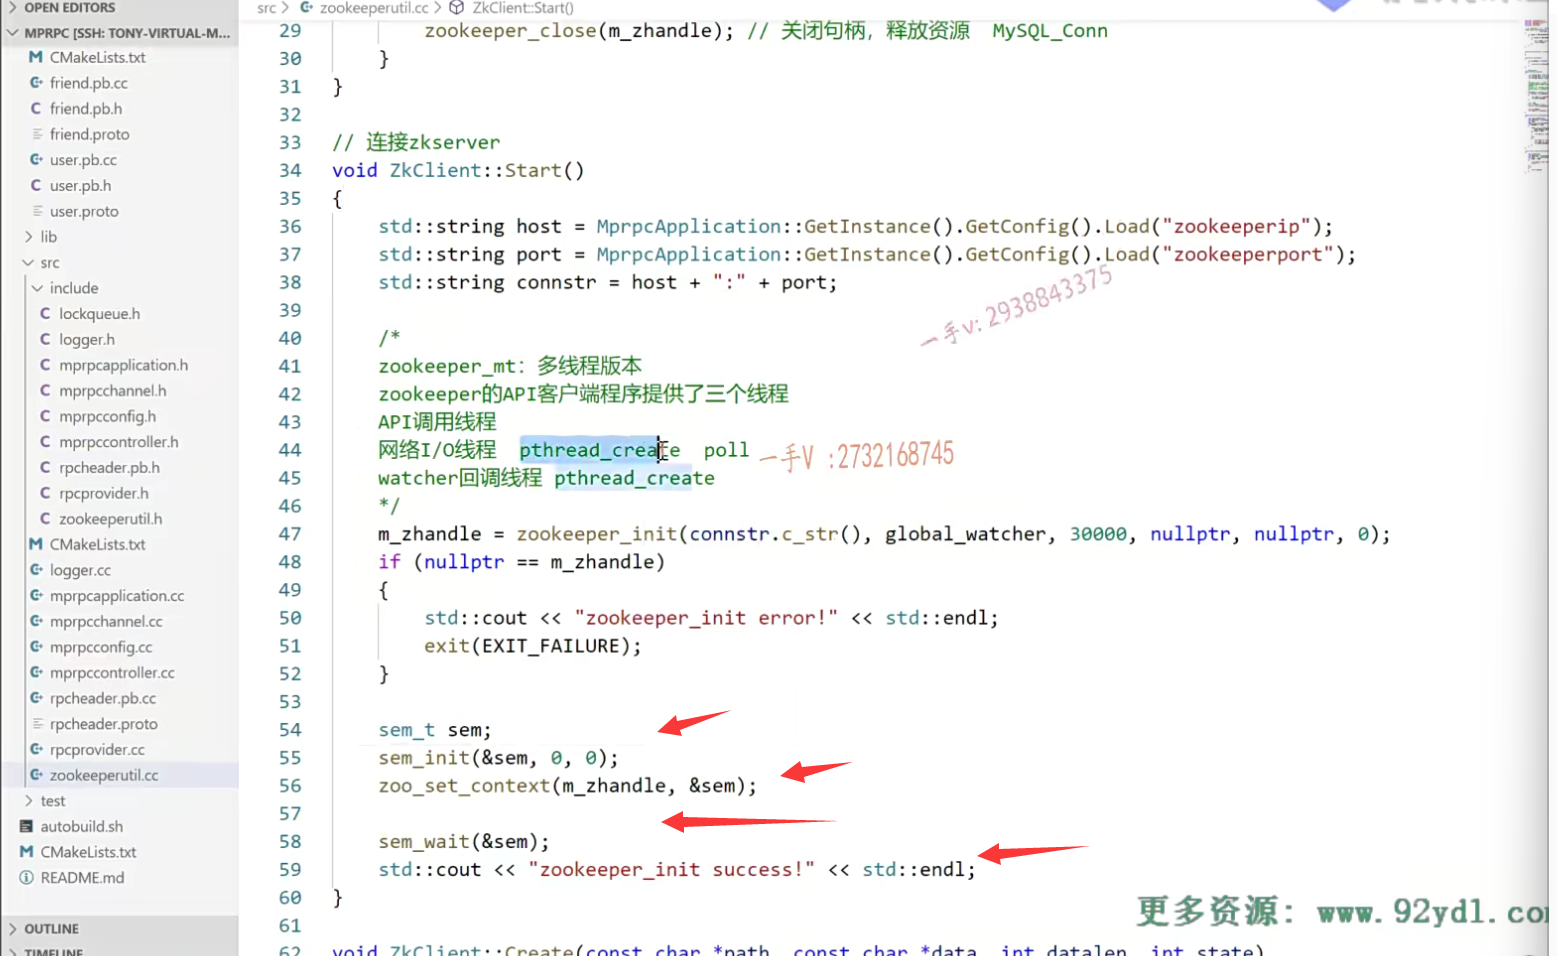 OPEN EDITORS
MPRPC [SSH: TONY-VIRTUAL-M...
CMakeLists.txt
friend.pb.cc
friend.pb.h
friend.proto
user.pb.cc
user.pb.h
user.proto
lib
src
include
lockqueue.h
logger.h
mprpcapplication.h
mprpcchannel.h
mprpcconfig.h
mprpccontroller.h
rpcheader.pb.h
rpcprovider.h
zookeeperutil.h
CMakeLists.txt
logger.cc
mprpcapplication.cc
mprpcchannel.cc
mprpcconfig.cc
mprpccontroller.cc
rpcheader.pb.cc
rpcheader.proto
rpcprovider.cc
zookeeperutil.cc
test
autobuild.sh
CMakeLists.txt
README.md
OUTLINE
TIMELINE
src > zookeeperutil.cc > ZkClient::Start()
29 zookeeper_close(m_zhandle); // 关闭句柄，释放资源  MySQL_Conn
30 }
31 }
32
33 // 连接zkserver
34 void ZkClient::Start()
35 {
36 std::string host = MprpcApplication::GetInstance().GetConfig().Load("zookeeperip");
37 std::string port = MprpcApplication::GetInstance().GetConfig().Load("zookeeperport");
38 std::string connstr = host + ":" + port;
39
一手v: 2938843375
40 /*
41 zookeeper_mt：多线程版本
42 zookeeper的API客户端程序提供了三个线程
43 API调用线程
44 网络I/O线程  pthread_create  poll
一手V :2732168745
45 watcher回调线程 pthread_create
46 */
47 m_zhandle = zookeeper_init(connstr.c_str(), global_watcher, 30000, nullptr, nullptr, 0);
48 if (nullptr == m_zhandle)
49 {
50 std::cout << "zookeeper_init error!" << std::endl;
51 exit(EXIT_FAILURE);
52 }
53
54 sem_t sem;
55 sem_init(&sem, 0, 0);
56 zoo_set_context(m_zhandle, &sem);
57
58 sem_wait(&sem);
59 std::cout << "zookeeper_init success!" << std::endl;
60 }
61
62 void ZkClient::Create(const char *path, const char *data, int datalen, int state)
更多资源: www.92ydl.co